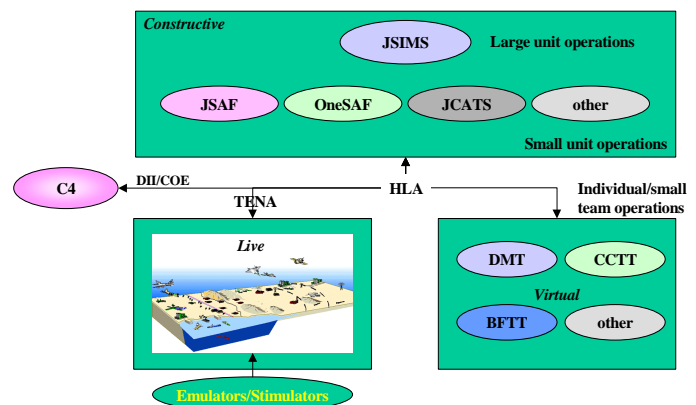 Constructive
JSIMS
Large unit operations
JSAF
OneSAF
JCATS
other
Small unit operations
C4
DII/COE
HLA
TENA
Individual/small
team operations
Live
DMT
CCTT
Virtual
BFTT
other
Emulators/Stimulators